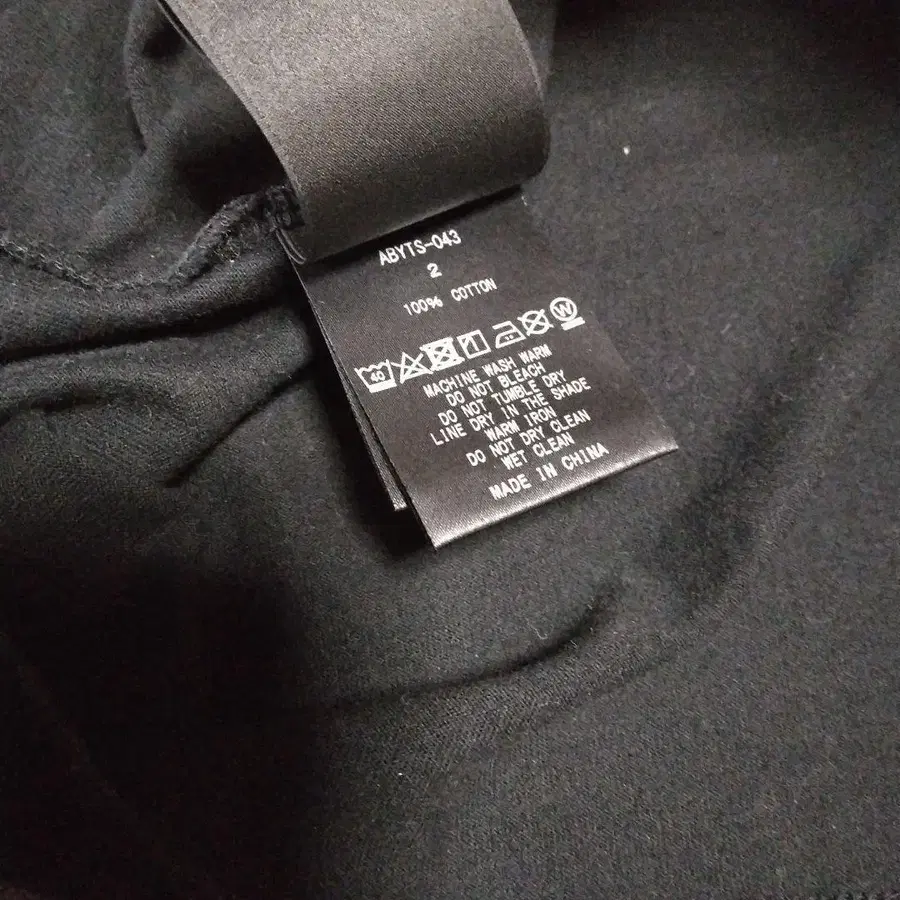 ABYTS-043
2
100% COTTON
40 W
MACHINE WASH WARM
DO NOT BLEACH
DO NOT TUMBLE DRY
LINE DRY IN THE SHADE
WARM IRON
DO NOT DRY CLEAN
WET CLEAN
MADE IN CHINA